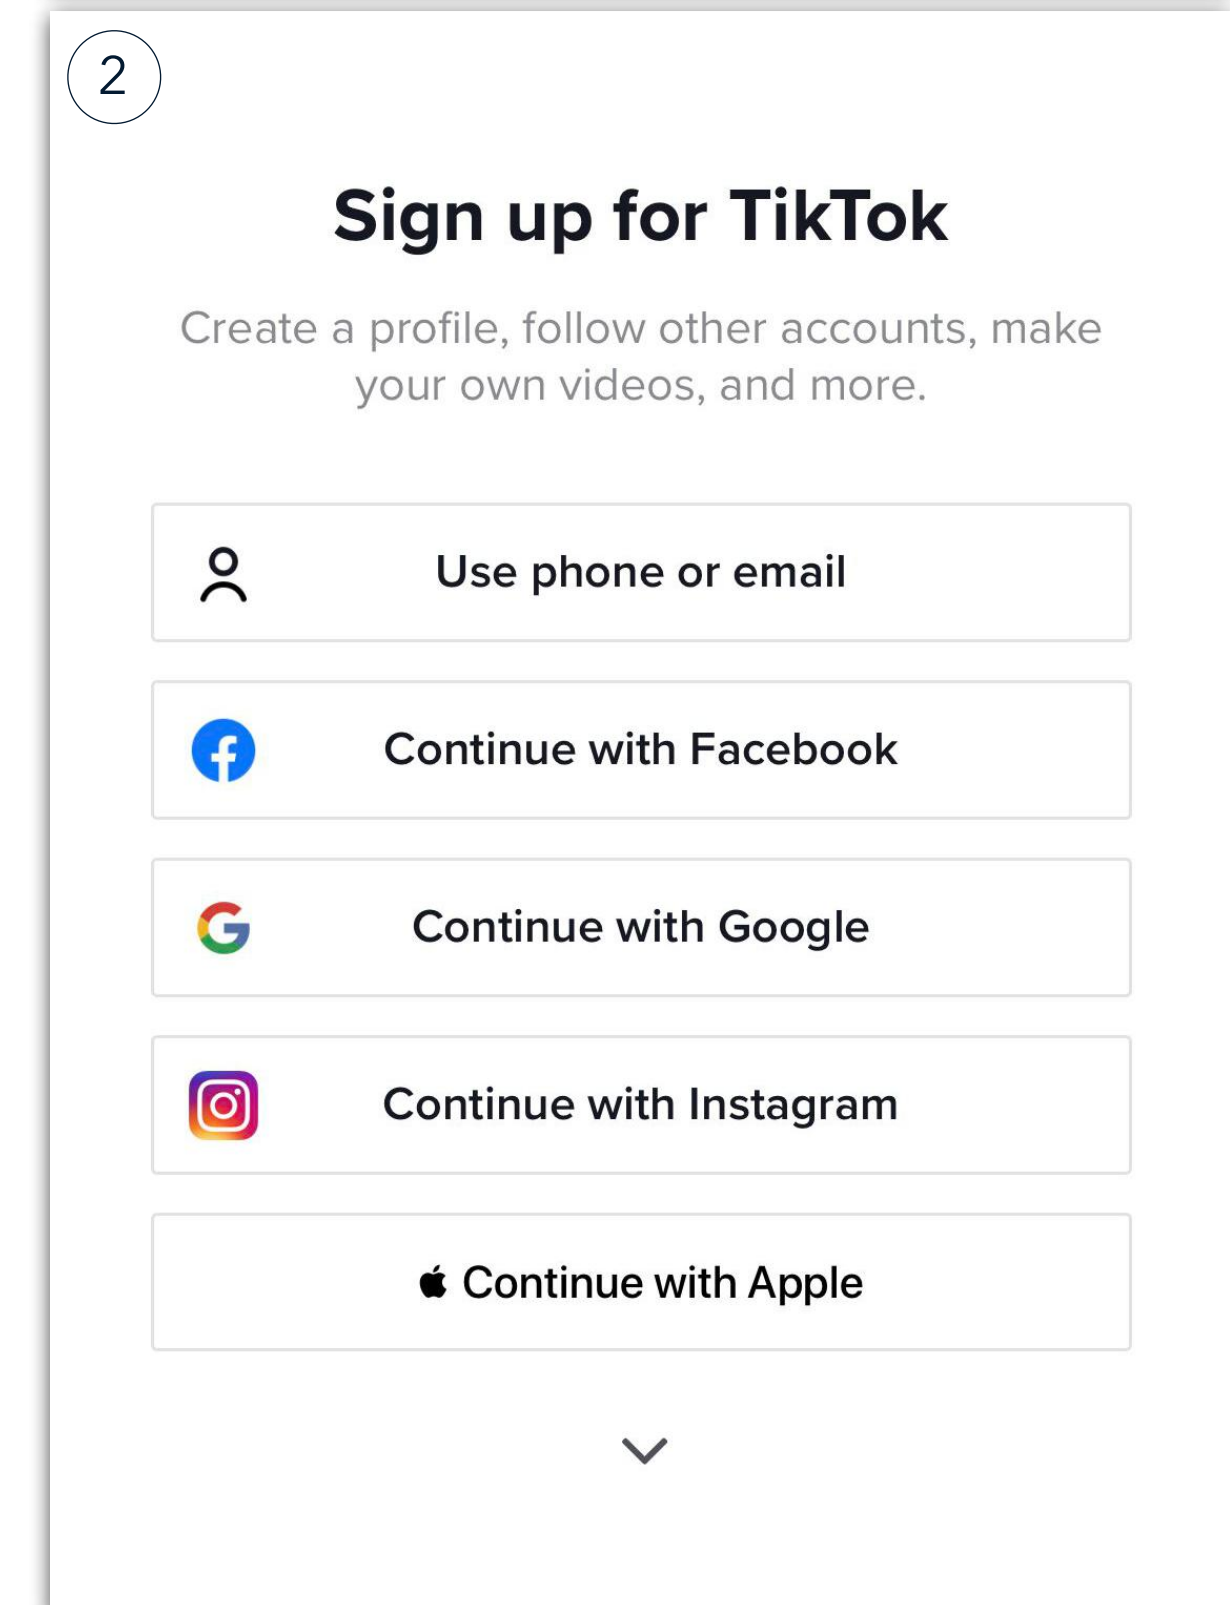 2
Sign up for TikTok
Create a profile, follow other accounts, make
your own videos, and more.
Use phone or email
Continue with Facebook
Continue with Google
Continue with Instagram
Continue with Apple